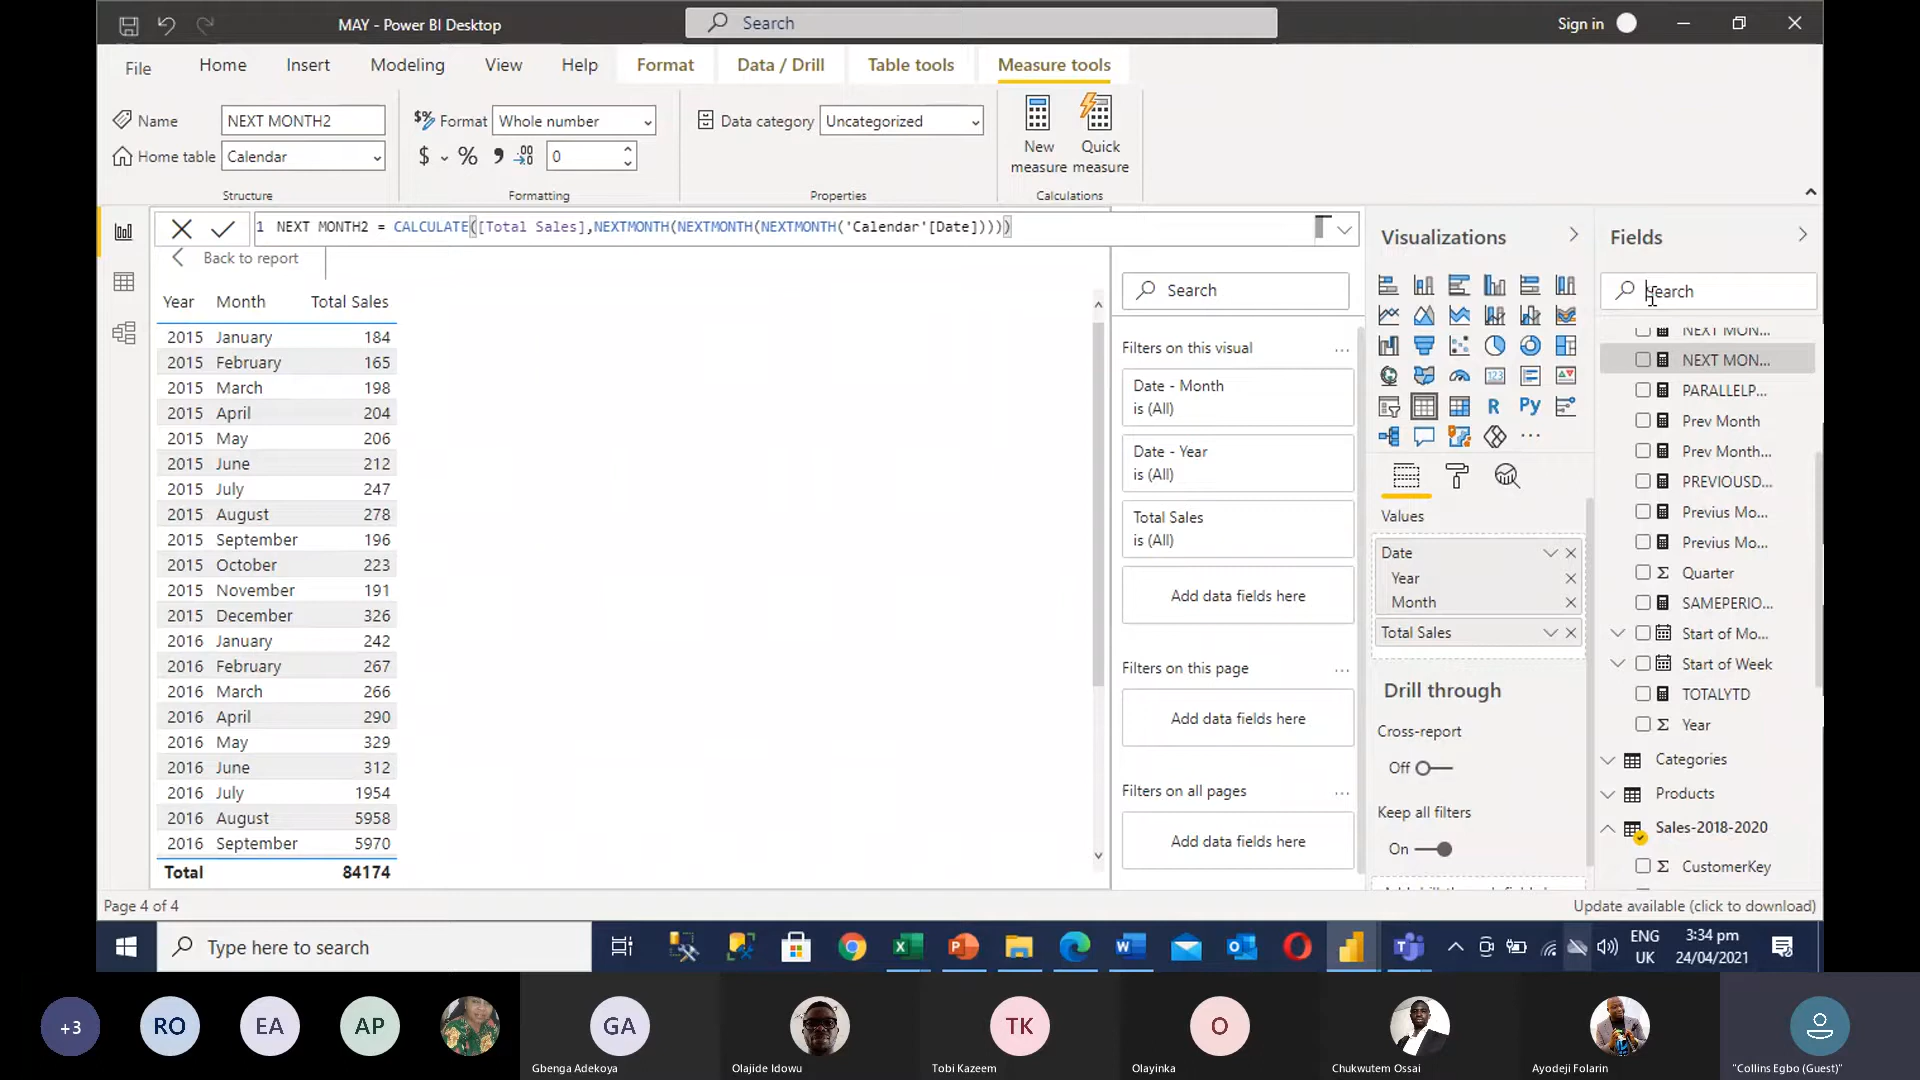 MAY - Power BI Desktop
Search
Sign in
File
Home
Insert
Modeling
View
Help
Format
Data / Drill
Table tools
Measure tools
Name
NEXT MONTH2
Format
Whole number
Data category
Uncategorized
New measure
Quick measure
Home table
Calendar
$
%
0
Structure
Formatting
Properties
Calculations
1 NEXT MONTH2 = CALCULATE([Total Sales],NEXTMONTH(NEXTMONTH(NEXTMONTH('Calendar'[Date]))))
Back to report
Year Month Total Sales
2015 January 184
2015 February 165
2015 March 198
2015 April 204
2015 May 206
2015 June 212
2015 July 247
2015 August 278
2015 September 196
2015 October 223
2015 November 191
2015 December 326
2016 January 242
2016 February 267
2016 March 266
2016 April 290
2016 May 329
2016 June 312
2016 July 1954
2016 August 5958
2016 September 5970
Total 84174
Search
Filters on this visual
Date - Month
is (All)
Date - Year
is (All)
Total Sales
is (All)
Add data fields here
Filters on this page
Add data fields here
Filters on all pages
Add data fields here
Visualizations
R
Py
Values
Date
Year
Month
Total Sales
Drill through
Cross-report
Off
Keep all filters
On
Fields
Search
NEXT MON...
NEXT MON...
PARALLELP...
Prev Month
Prev Month...
PREVIOUSD...
Previus Mo...
Previus Mo...
Quarter
SAMEPERIO...
Start of Mo...
Start of Week
TOTALYTD
Year
Categories
Products
Sales-2018-2020
CustomerKey
Page 4 of 4
Update available (click to download)
Type here to search
ENG
UK
3:34 pm
24/04/2021
+3
RO
EA
AP
GA
Gbenga Adekoya
Olajide Idowu
TK
Tobi Kazeem
O
Olayinka
Chukwutem Ossai
Ayodeji Folarin
"Collins Egbo (Guest)"